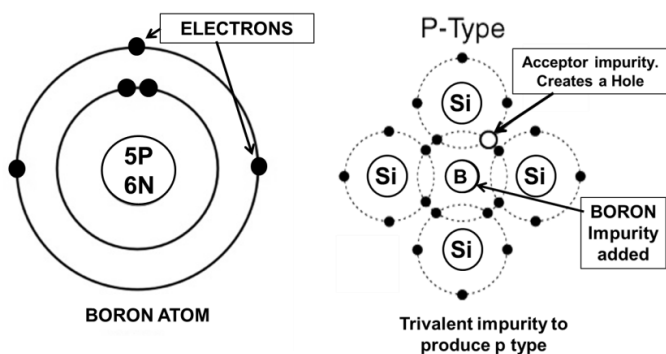 ELECTRONS
5P
6N
BORON ATOM
P-Type
Acceptor impurity.
Creates a Hole
Si
Si
B
Si
Si
BORON
Impurity
added
Trivalent impurity to
produce p type